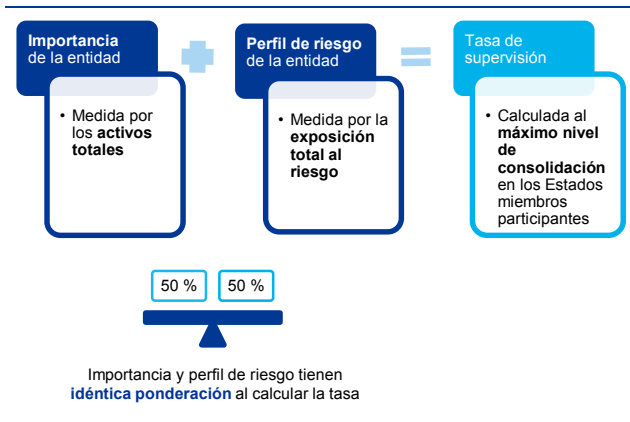 Importancia
de la entidad
• Medida por
los activos
totales
Perfil de riesgo
de la entidad
• Medida por la
exposición
total al
riesgo
Tasa de
supervisión
• Calculada al
máximo nivel
de
consolidación
en los Estados
miembros
participantes
50 %
50 %
Importancia y perfil de riesgo tienen
idéntica ponderación al calcular la tasa